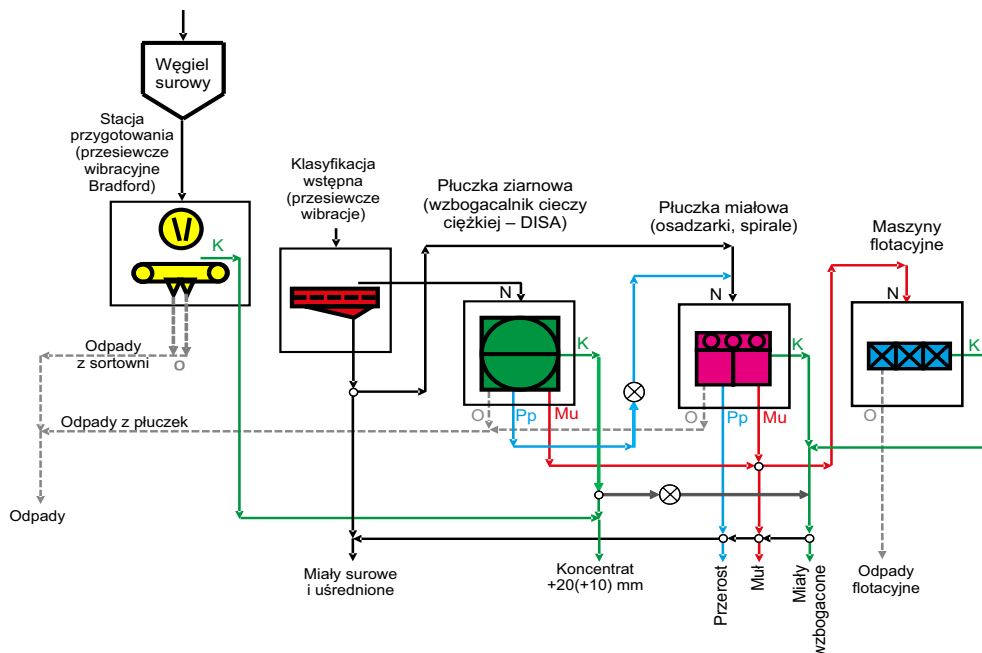 Węgiel
surowy
Stacja
przygotowania
(przesiewcze
wibracyjne
Bradford)
K
O
Klasyfikacja
wstępna
(przesiewcze
wibracje)
Płuczka ziarnowa
(wzbogacalnik cieczy
ciężkiej – DISA)
N
K
O
Pp
Mu
Płuczka miałowa
(osadzarki, spirale)
N
K
O
Pp
Mu
Maszyny
flotacyjne
N
K
O
Odpady
z sortowni
Odpady z płuczek
Odpady
Miały surowe
i uśrednione
Koncentrat
+20(+10) mm
Przerost
Muł
Miały
wzbogacone
Odpady
flotacyjne